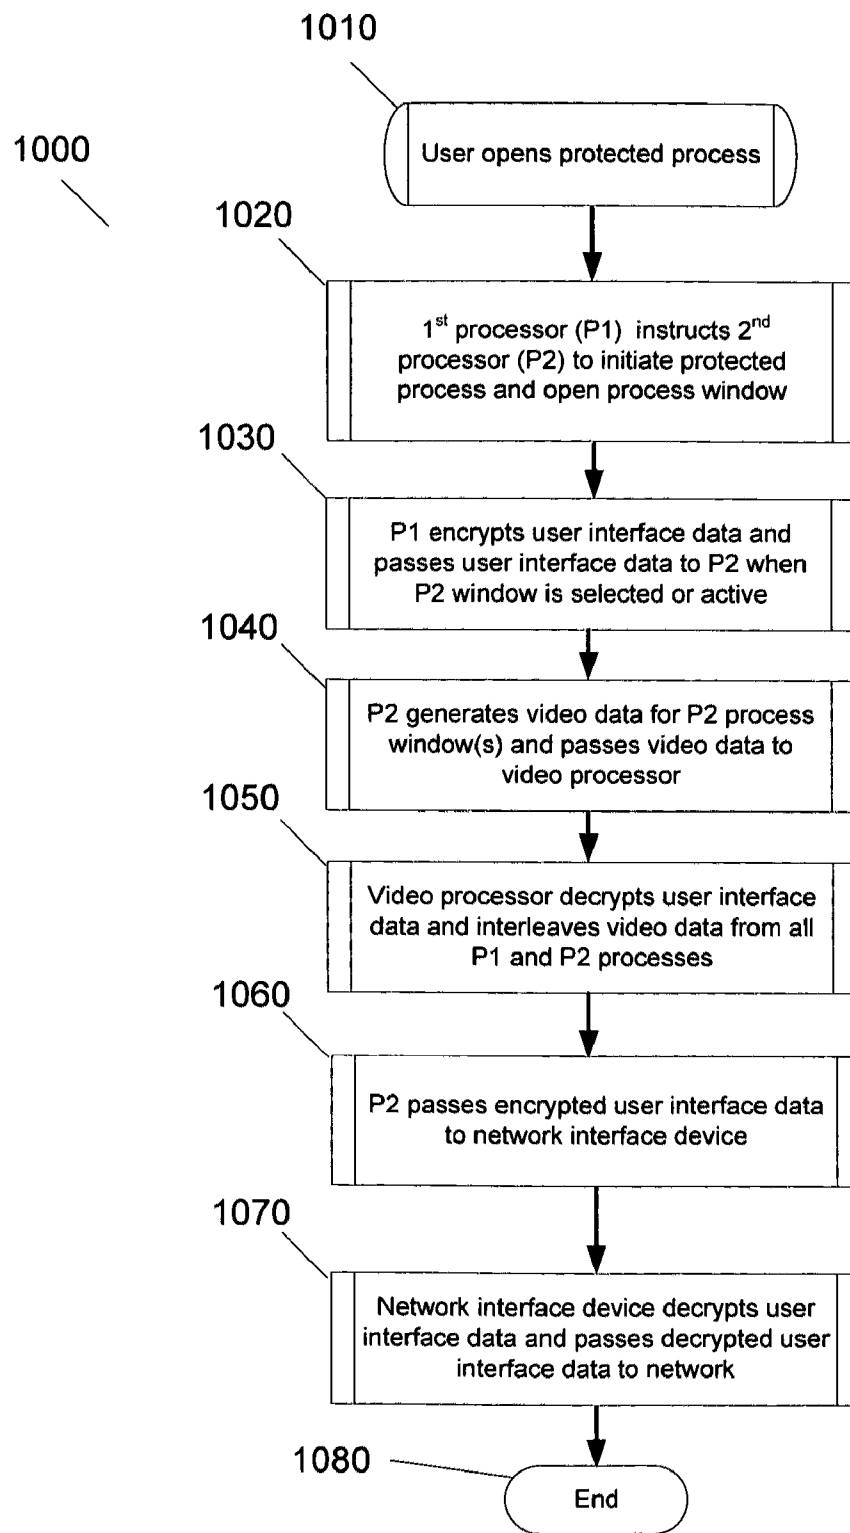 1010
1000
User opens protected process
1020
1st processor (P1) instructs 2nd
processor (P2) to initiate protected
process and open process window
1030
P1 encrypts user interface data and
passes user interface data to P2 when
P2 window is selected or active
1040
P2 generates video data for P2 process
window(s) and passes video data to
video processor
1050
Video processor decrypts user interface
data and interleaves video data from all
P1 and P2 processes
1060
P2 passes encrypted user interface data
to network interface device
1070
Network interface device decrypts user
interface data and passes decrypted user
interface data to network
1080
End